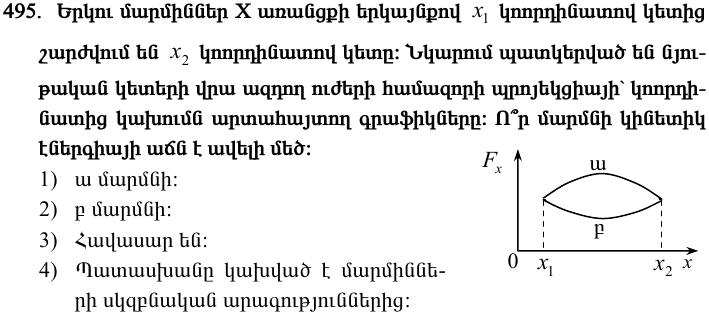 495. Երկու մարմիններ X առանցքի երկայնքով x₁ կոորդինատով կետից
շարժվում են x₂ կոորդինատով կետը: Նկարում պատկերված են նյու-
թական կետերի վրա ազդող ուժերի համազորի պրոյեկցիայի՝ կոորդի-
նատից կախումն արտահայտող գրաֆիկները: Ո՞ր մարմնի կինետիկ
էներգիայի աճն է ավելի մեծ:
1) ա մարմնի:
2) բ մարմնի:
3) Հավասար են:
4) Պատասխանը կախված է մարմիննե-
րի սկզբնական արագություններից:
Fₓ
ա
բ
0 x₁ x₂ x